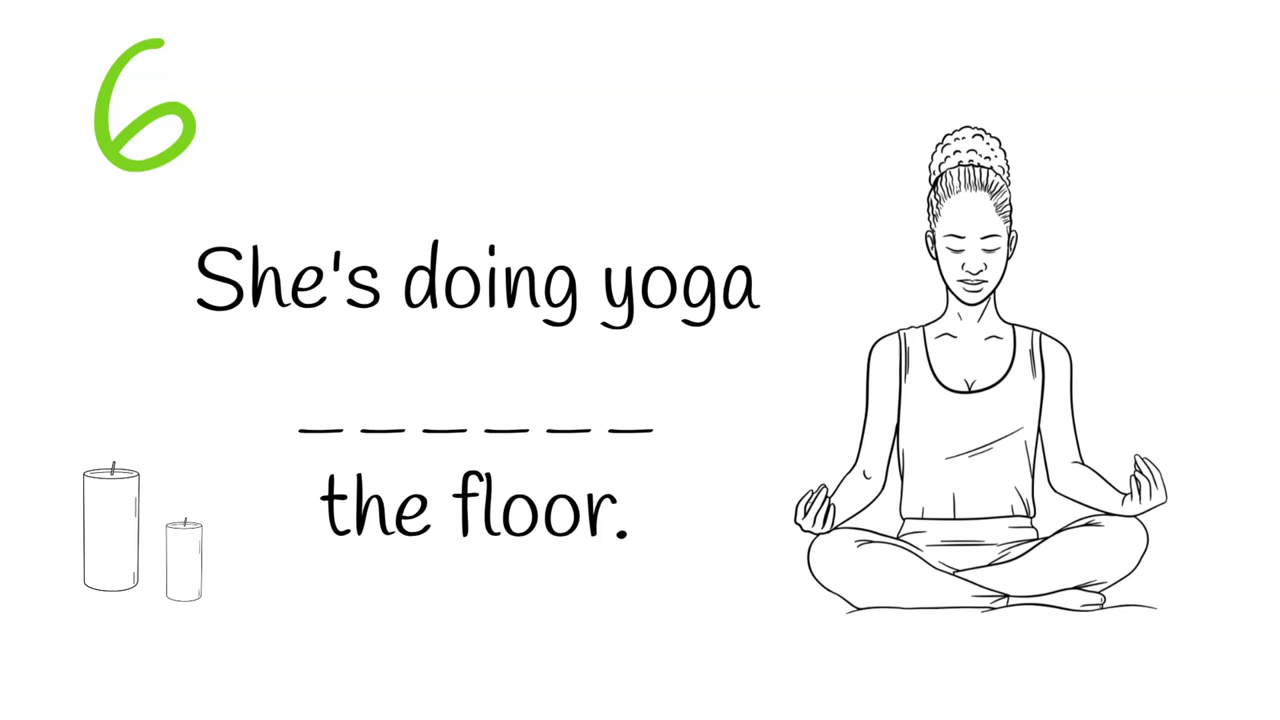 6
She's doing yoga
_ _ _ _ _ _
the floor.